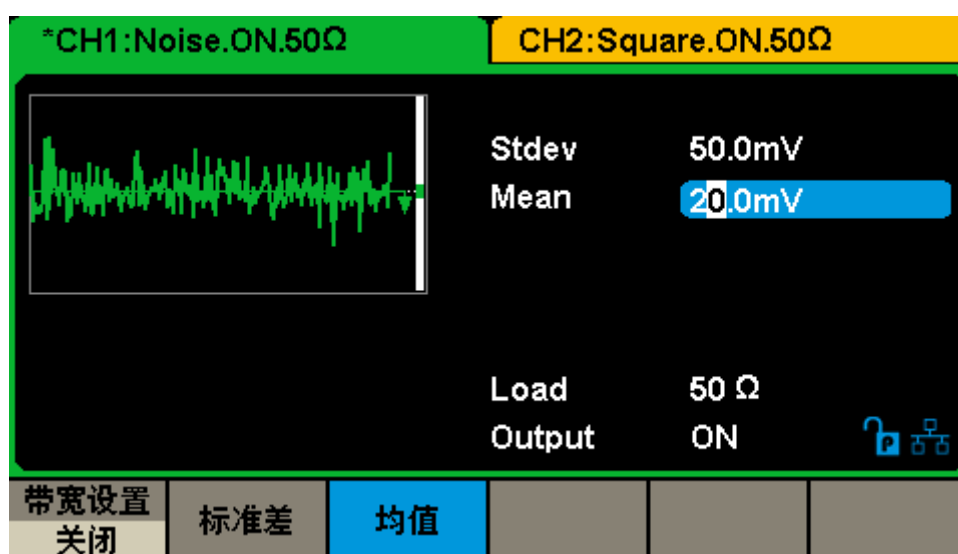 *CH1:Noise.ON.50Ω
CH2:Square.ON.50Ω
Stdev 50.0mV
Mean 20.0mV
Load 50 Ω
Output ON
P
带宽设置
关闭
标准差
均值